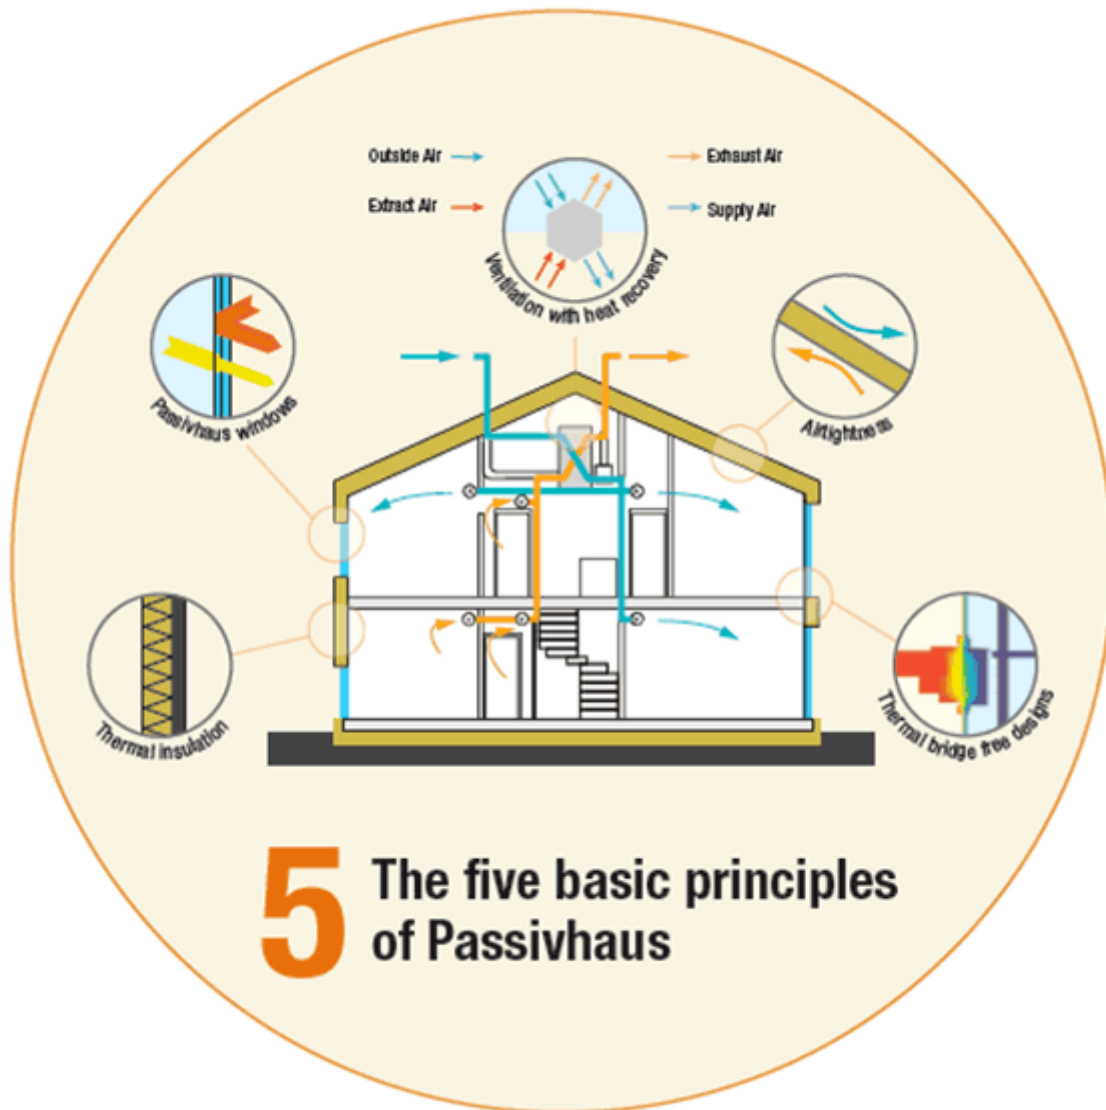 Outside Air
Exhaust Air
Extract Air
Supply Air
Ventilation with heat recovery
Passivhaus windows
Airtightness
Thermal insulation
Thermal bridge free designs
5 The five basic principles
of Passivhaus